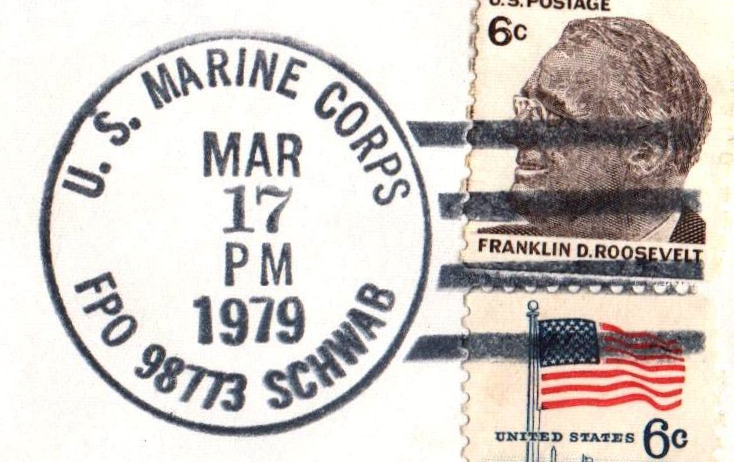 U. S. MARINE CORPS
MAR
17
PM
1979
FPO 98773 SCHWAB
U.S. POSTAGE
6c
FRANKLIN D. ROOSEVELT
UNITED STATES 6c